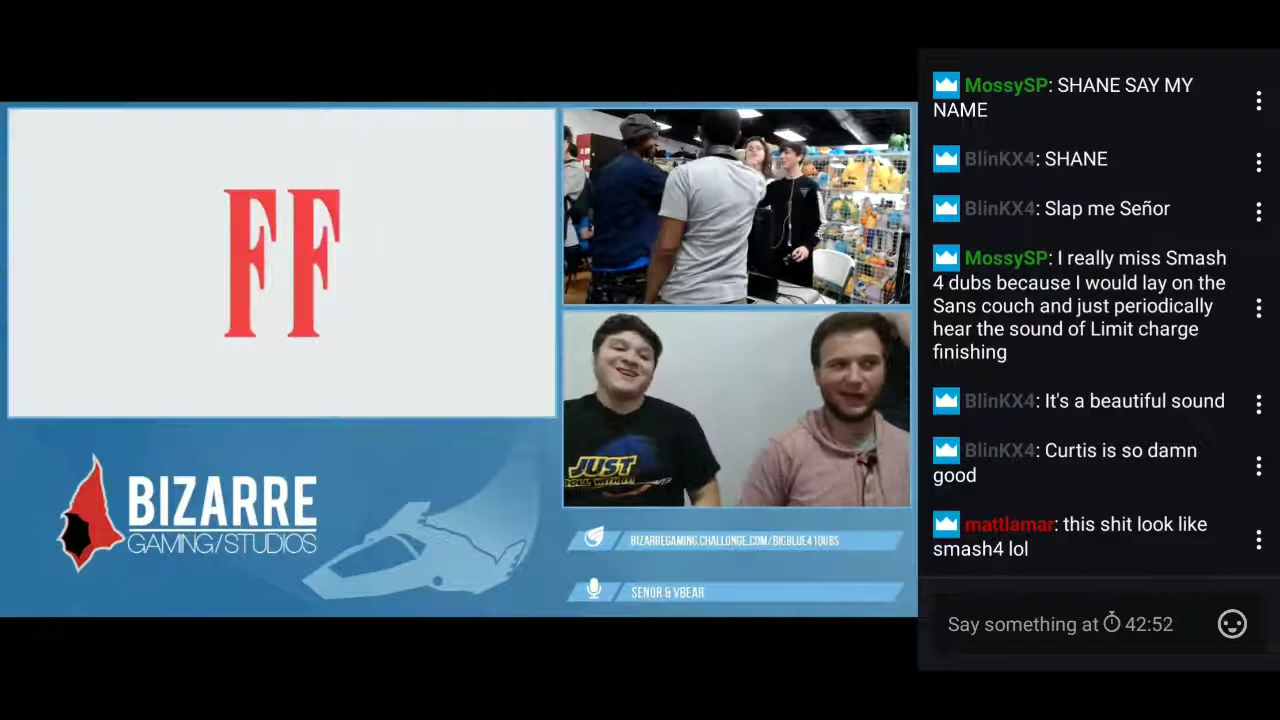 FF
BIZARRE
GAMING/STUDIOS
JUST
BIZARREGAMING.CHALLONGE.COM/BIGBLUE41DUBS
SENOR & VBEAR
MossySP: SHANE SAY MY
NAME
BlinKX4: SHANE
BlinKX4: Slap me Señor
MossySP: I really miss Smash
4 dubs because I would lay on the
Sans couch and just periodically
hear the sound of Limit charge
finishing
BlinKX4: It's a beautiful sound
BlinKX4: Curtis is so damn
good
mattlamar: this shit look like
smash4 lol
Say something at 42:52